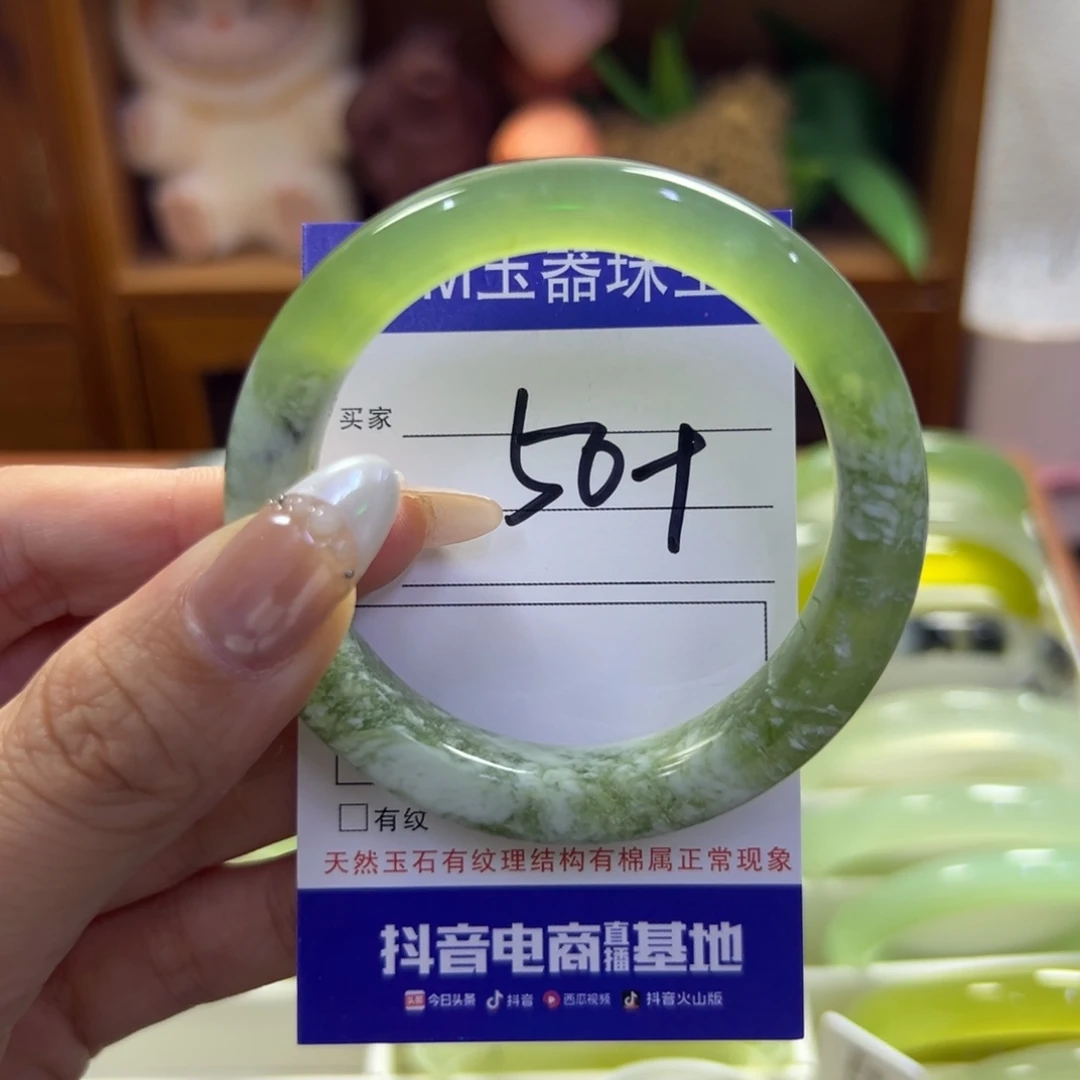 玉器珠宝
买家
50+
有纹
天然玉石有纹理结构有棉属正常现象
抖音电商直播基地
今日头条 抖音 西瓜视频 抖音火山版